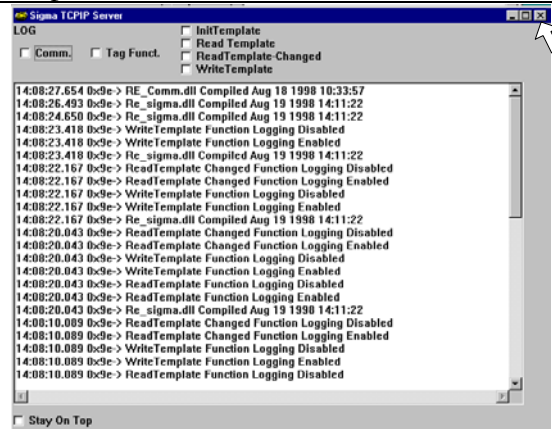 Sigma TCPIP Server
LOG
InitTemplate
Read Template
Comm.
Tag Funct.
ReadTemplate-Changed
WriteTemplate
14:08:27.654 0x9e-> RE_Comm.dll Compiled Aug 18 1998 10:33:57
14:08:26.493 0x9e-> Re_sigma.dll Compiled Aug 19 1998 14:11:22
14:08:24.650 0x9e-> Re_sigma.dll Compiled Aug 19 1998 14:11:22
14:08:23.418 0x9e-> WriteTemplate Function Logging Disabled
14:08:23.418 0x9e-> WriteTemplate Function Logging Enabled
14:08:23.418 0x9e-> Re_sigma.dll Compiled Aug 19 1998 14:11:22
14:08:22.167 0x9e-> ReadTemplate Changed Function Logging Disabled
14:08:22.167 0x9e-> ReadTemplate Changed Function Logging Enabled
14:08:22.167 0x9e-> WriteTemplate Function Logging Disabled
14:08:22.167 0x9e-> WriteTemplate Function Logging Enabled
14:08:22.167 0x9e-> Re_sigma.dll Compiled Aug 19 1998 14:11:22
14:08:20.043 0x9e-> ReadTemplate Changed Function Logging Disabled
14:08:20.043 0x9e-> ReadTemplate Changed Function Logging Enabled
14:08:20.043 0x9e-> WriteTemplate Function Logging Disabled
14:08:20.043 0x9e-> WriteTemplate Function Logging Enabled
14:08:20.043 0x9e-> ReadTemplate Function Logging Disabled
14:08:20.043 0x9e-> ReadTemplate Function Logging Enabled
14:08:20.043 0x9e-> Re_sigma.dll Compiled Aug 19 1998 14:11:22
14:08:10.089 0x9e-> ReadTemplate Changed Function Logging Disabled
14:08:10.089 0x9e-> ReadTemplate Changed Function Logging Enabled
14:08:10.089 0x9e-> WriteTemplate Function Logging Disabled
14:08:10.089 0x9e-> WriteTemplate Function Logging Enabled
14:08:10.089 0x9e-> ReadTemplate Function Logging Disabled
Stay On Top